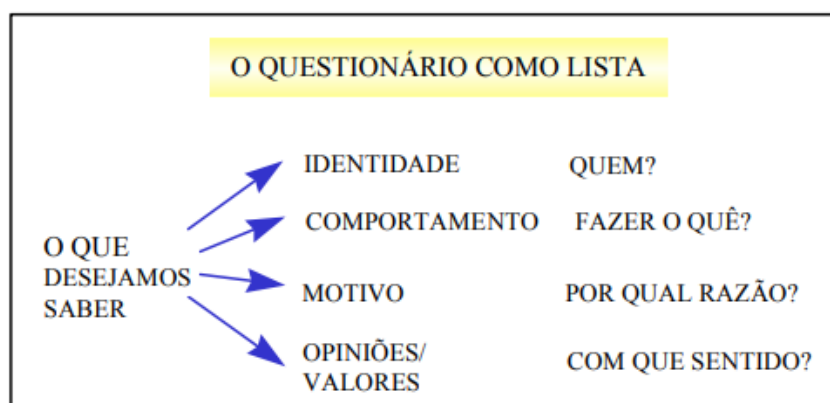 O QUESTIONÁRIO COMO LISTA
IDENTIDADE QUEM?
COMPORTAMENTO FAZER O QUÊ?
O QUE
DESEJAMOS
SABER
MOTIVO POR QUAL RAZÃO?
OPINIÕES/
VALORES
COM QUE SENTIDO?